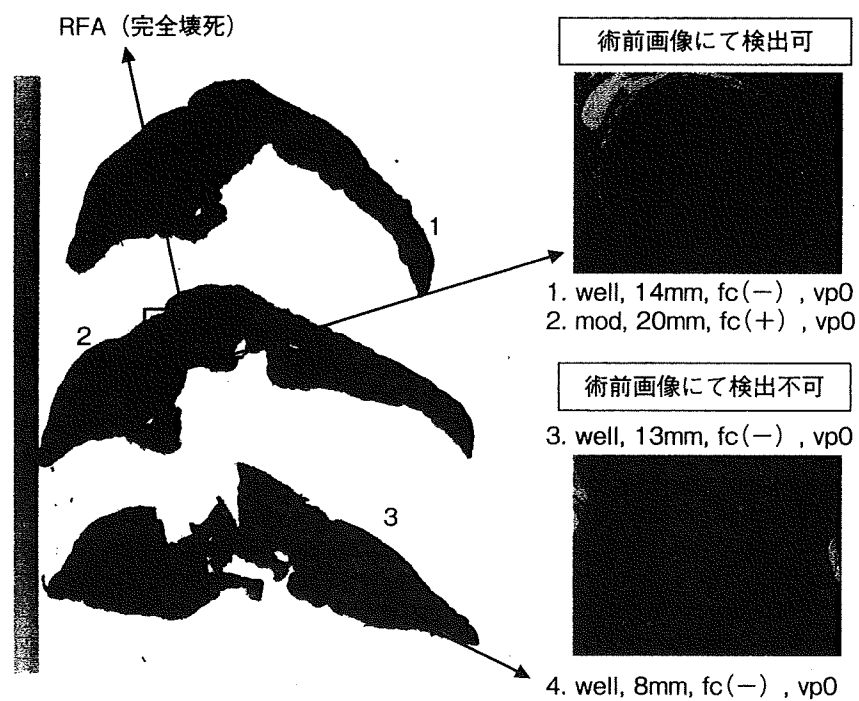 RFA（完全壊死）
術前画像にて検出可
1
1. well, 14mm, fc(－) , vp0
2. mod, 20mm, fc(＋) , vp0
2
術前画像にて検出不可
3. well, 13mm, fc(－) , vp0
3
4. well, 8mm, fc(－) , vp0